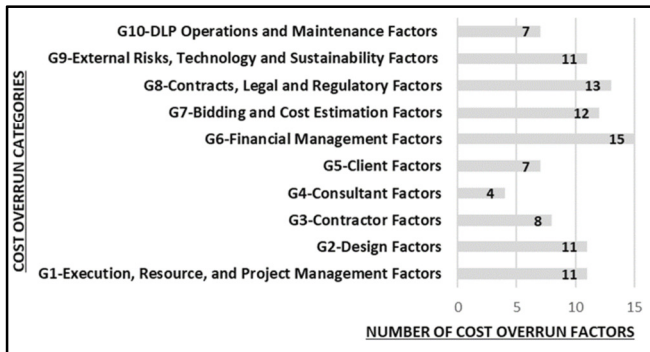 COST OVERRUN CATEGORIES
G10-DLP Operations and Maintenance Factors 7
G9-External Risks, Technology and Sustainability Factors 11
G8-Contracts, Legal and Regulatory Factors 13
G7-Bidding and Cost Estimation Factors 12
G6-Financial Management Factors 15
G5-Client Factors 7
G4-Consultant Factors 4
G3-Contractor Factors 8
G2-Design Factors 11
G1-Execution, Resource, and Project Management Factors 11
0 5 10 15
NUMBER OF COST OVERRUN FACTORS